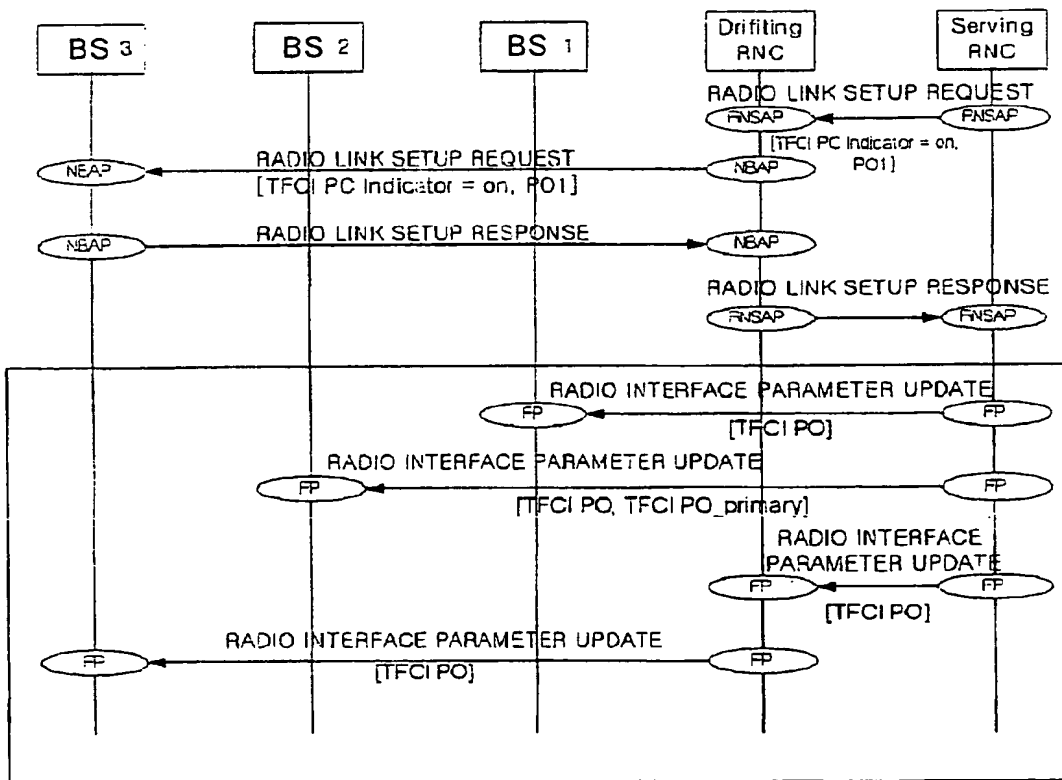 BS 3
BS 2
BS 1
Drifiting
RNC
Serving
RNC
RADIO LINK SETUP REQUEST
RNSAP
RNSAP
[TFCI PC Indicator = on,
PO1]
RADIO LINK SETUP REQUEST
NBAP
NBAP
[TFCI PC Indicator = on, PO1]
RADIO LINK SETUP RESPONSE
NBAP
NBAP
RADIO LINK SETUP RESPONSE
RNSAP
RNSAP
RADIO INTERFACE PARAMETER UPDATE
FP
FP
[TFCI PO]
RADIO INTERFACE PARAMETER UPDATE
FP
FP
[TFCI PO, TFCI PO_primary]
RADIO INTERFACE
PARAMETER UPDATE
FP
FP
[TFCI PO]
RADIO INTERFACE PARAMETER UPDATE
FP
FP
[TFCI PO]